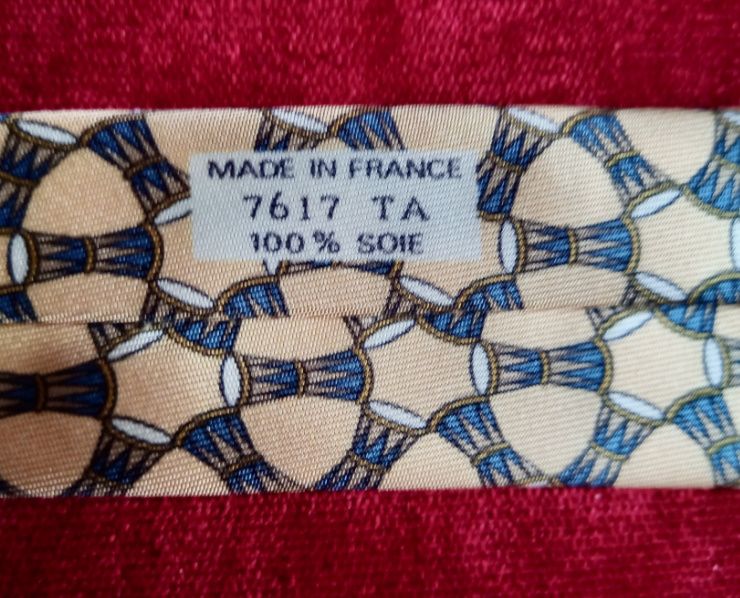 MADE IN FRANCE
7617 TA
100% SOIE